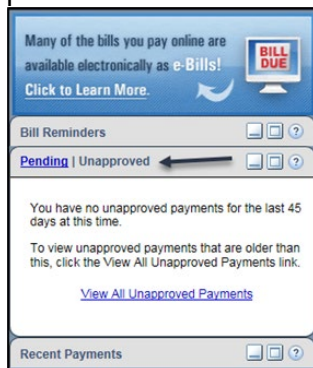 Many of the bills you pay online are
available electronically as e-Bills!
Click to Learn More.
BILL
DUE
Bill Reminders
?
Pending | Unapproved
?
You have no unapproved payments for the last 45
days at this time.
To view unapproved payments that are older than
this, click the View All Unapproved Payments link.
View All Unapproved Payments
Recent Payments
?